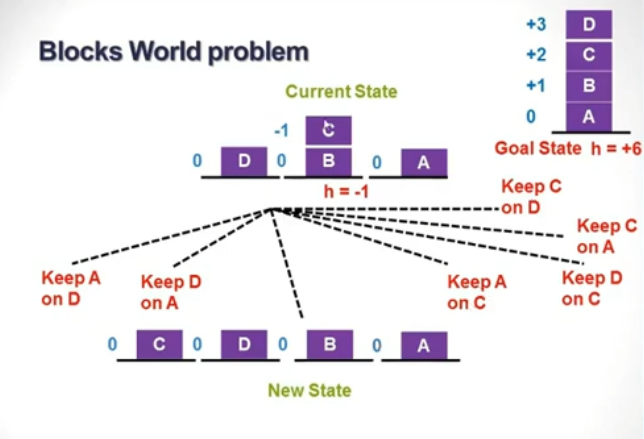 Blocks World problem
+3 D
+2 C
+1 B
0 A
Goal State h = +6
Current State
-1 C
0 D 0 B 0 A
h = -1
Keep C
on D
Keep C
on A
Keep A
on D
Keep D
on A
Keep A
on C
Keep D
on C
0 C 0 D 0 B 0 A
New State